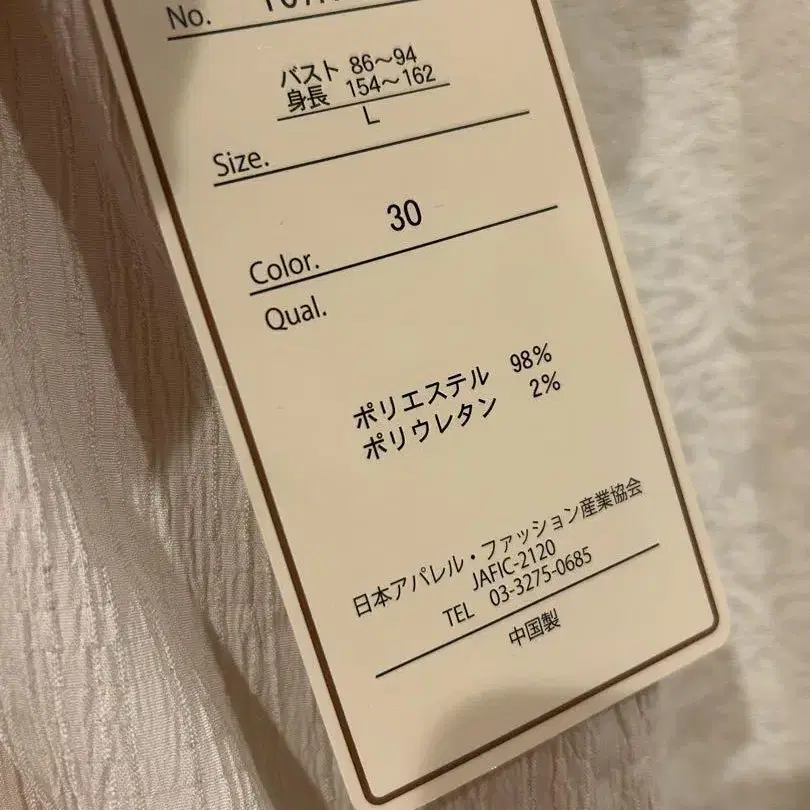 No.
バスト 86〜94
身長 154〜162
L
Size.
30
Color.
Qual.
ポリエステル 98%
ポリウレタン 2%
日本アパレル・ファッション産業協会
JAFIC-2120
TEL 03-3275-0685
中国製